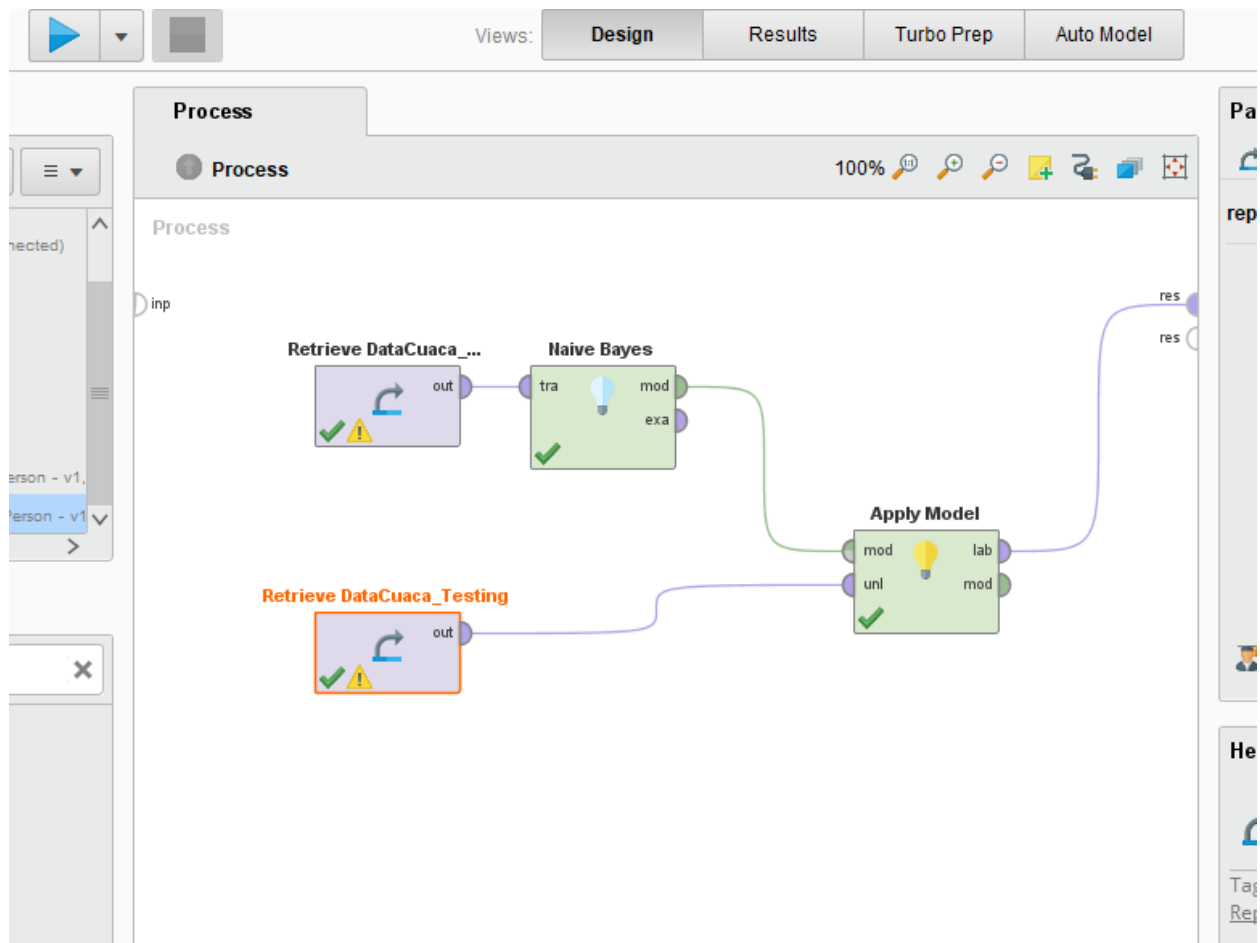 Views: Design Results Turbo Prep Auto Model
Process
Pa
Process
100%
rep
Process
nected)
inp
res
res
Retrieve DataCuaca_...
Naive Bayes
out
tra
mod
exa
erson - v1,
Person - v1
Apply Model
mod
lab
unl
mod
Retrieve DataCuaca_Testing
out
He
Tag
Rep